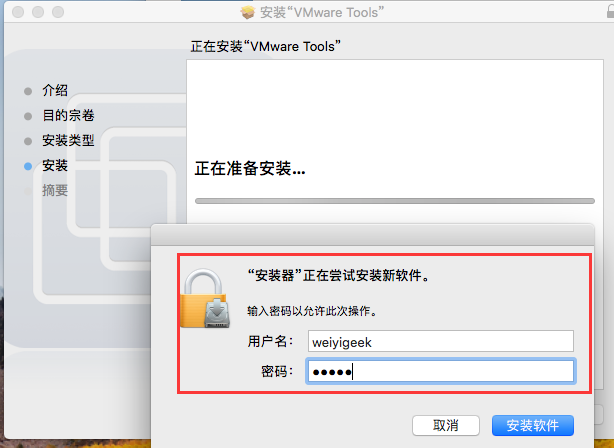 安装“VMware Tools”
正在安装“VMware Tools”
介绍
目的宗卷
安装类型
安装
摘要
正在准备安装...
“安装器”正在尝试安装新软件。
输入密码以允许此次操作。
用户名： weiyigeek
密码： •••••
取消
安装软件